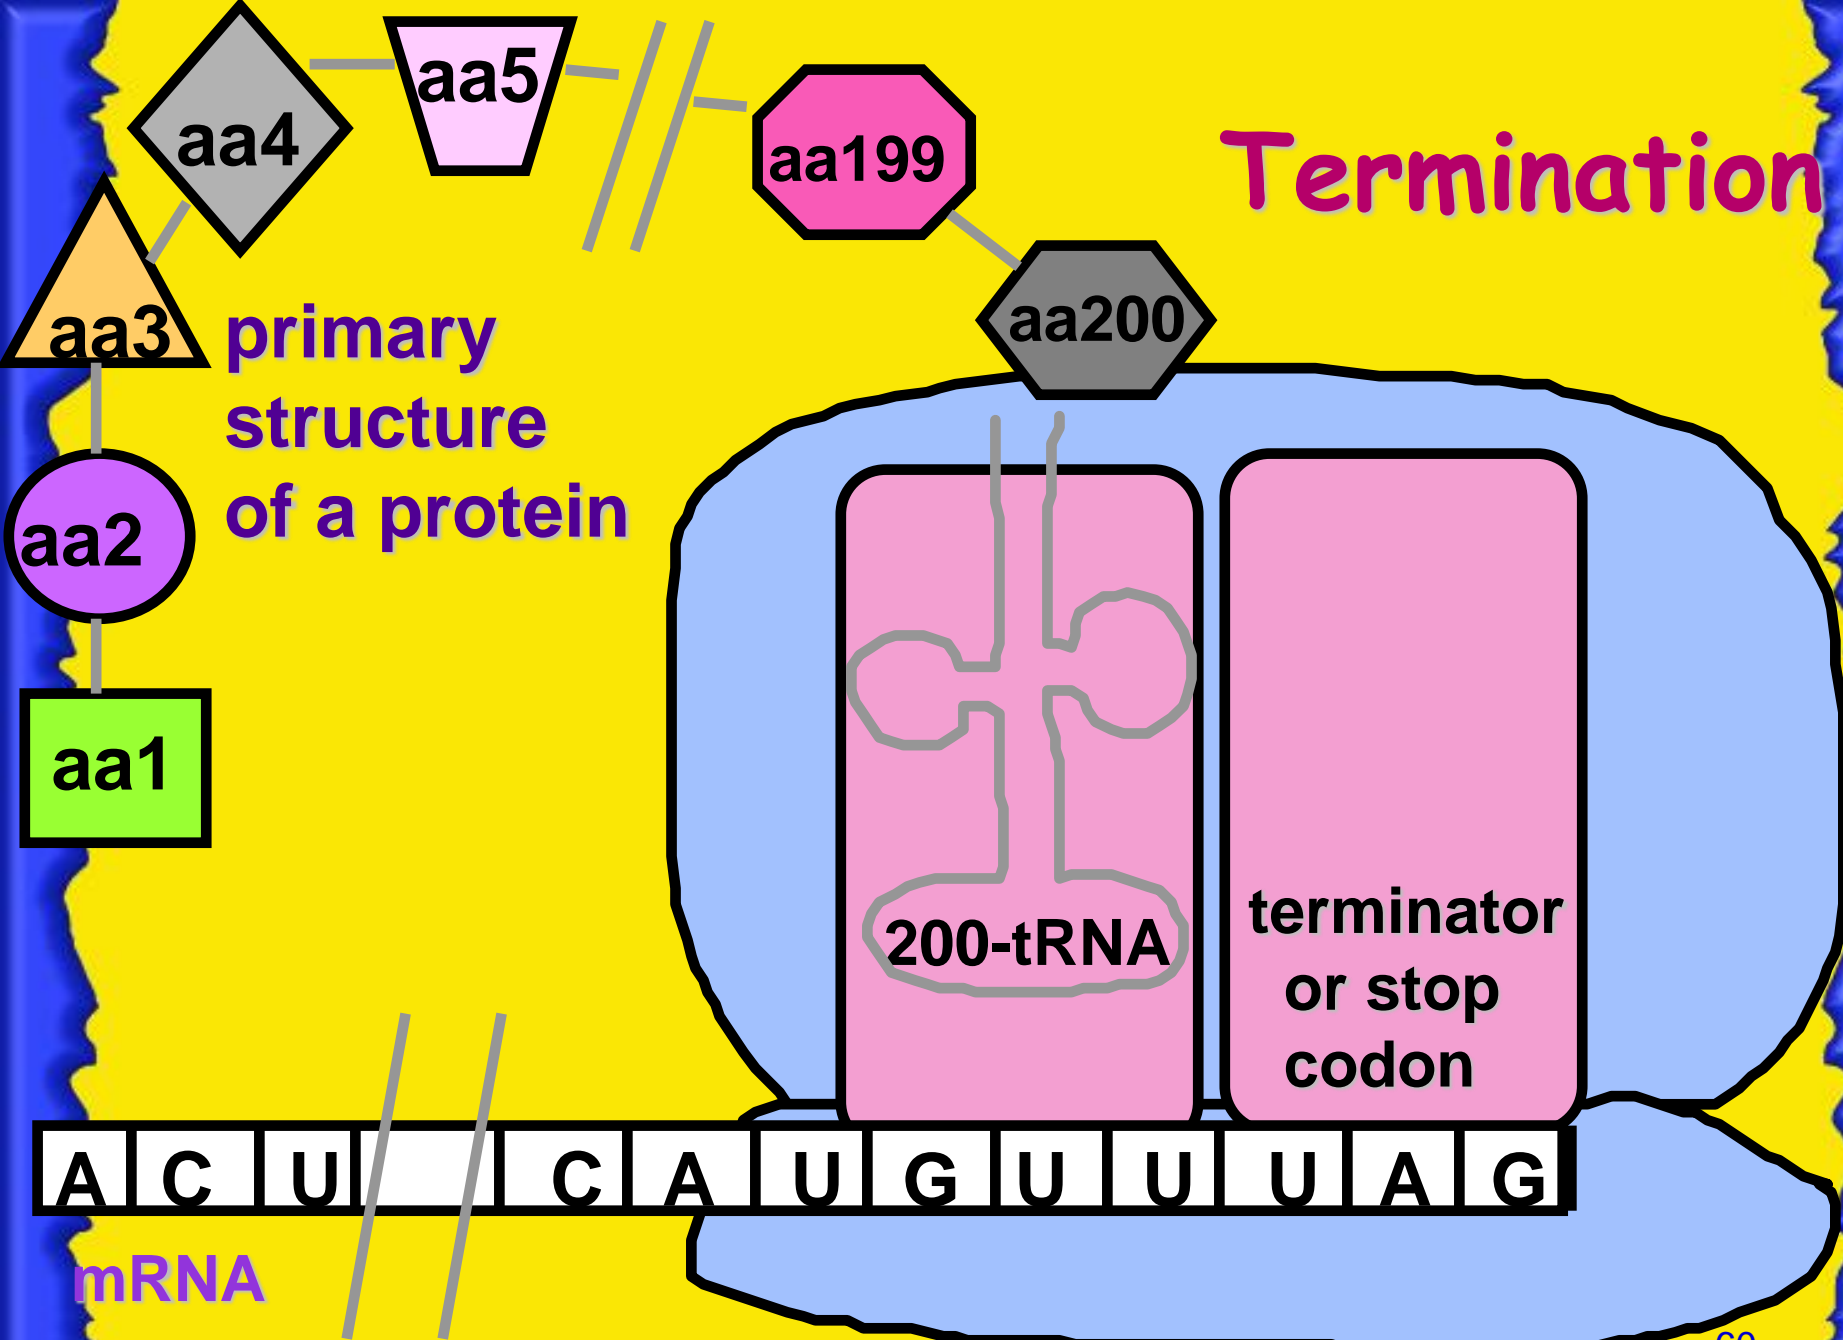 Termination
aa5
aa4
aa199
aa200
aa3
primary
structure
of a protein
aa2
aa1
200-tRNA
terminator
or stop
codon
A C U C A U G U U U A G
mRNA